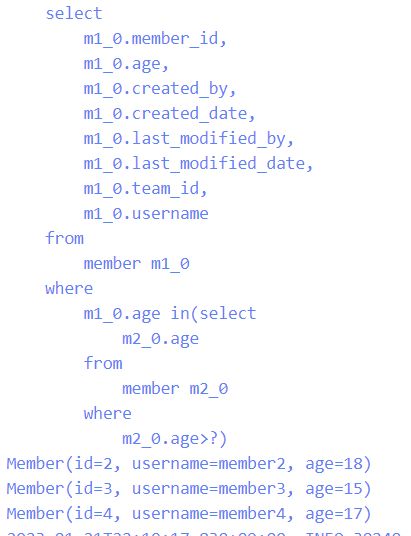 select
m1_0.member_id,
m1_0.age,
m1_0.created_by,
m1_0.created_date,
m1_0.last_modified_by,
m1_0.last_modified_date,
m1_0.team_id,
m1_0.username
from
member m1_0
where
m1_0.age in(select
m2_0.age
from
member m2_0
where
m2_0.age>?)
Member(id=2, username=member2, age=18)
Member(id=3, username=member3, age=15)
Member(id=4, username=member4, age=17)